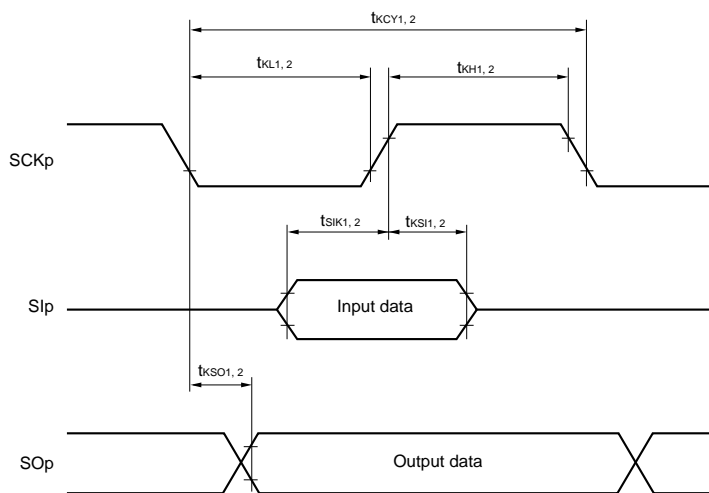 tKCY1, 2
tKL1, 2
tKH1, 2
SCKp
tSIK1, 2
tKSI1, 2
SIp
Input data
tKSO1, 2
SOp
Output data